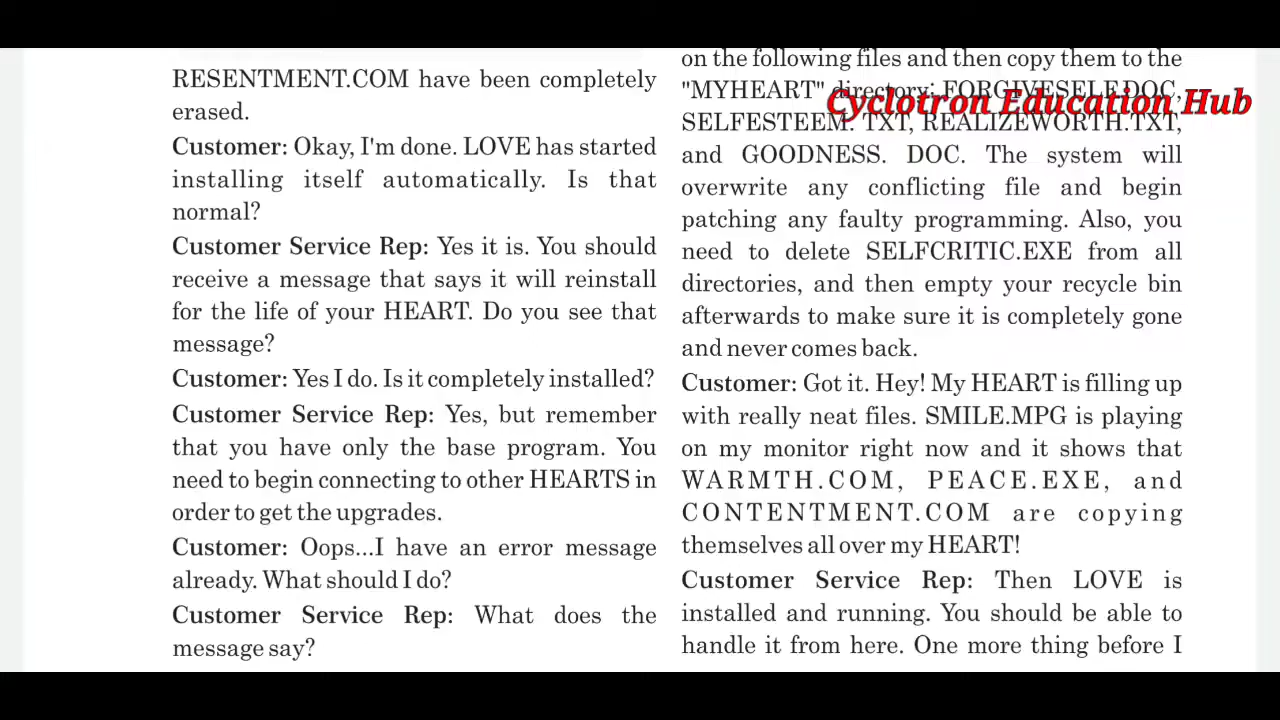 RESENTMENT.COM have been completely
erased.
Customer: Okay, I'm done. LOVE has started
installing itself automatically. Is that
normal?
Customer Service Rep: Yes it is. You should
receive a message that says it will reinstall
for the life of your HEART. Do you see that
message?
Customer: Yes I do. Is it completely installed?
Customer Service Rep: Yes, but remember
that you have only the base program. You
need to begin connecting to other HEARTS in
order to get the upgrades.
Customer: Oops...I have an error message
already. What should I do?
Customer Service Rep: What does the
message say?
on the following files and then copy them to the
"MYHEART" directory: FORGIVESELF.DOC,
SELFESTEEM. TXT, REALIZEWORTH.TXT,
and GOODNESS. DOC. The system will
overwrite any conflicting file and begin
patching any faulty programming. Also, you
need to delete SELFCRITIC.EXE from all
directories, and then empty your recycle bin
afterwards to make sure it is completely gone
and never comes back.
Customer: Got it. Hey! My HEART is filling up
with really neat files. SMILE.MPG is playing
on my monitor right now and it shows that
WARMTH.COM, PEACE.EXE, and
CONTENTMENT.COM are copying
themselves all over my HEART!
Customer Service Rep: Then LOVE is
installed and running. You should be able to
handle it from here. One more thing before I
Cyclotron Education Hub